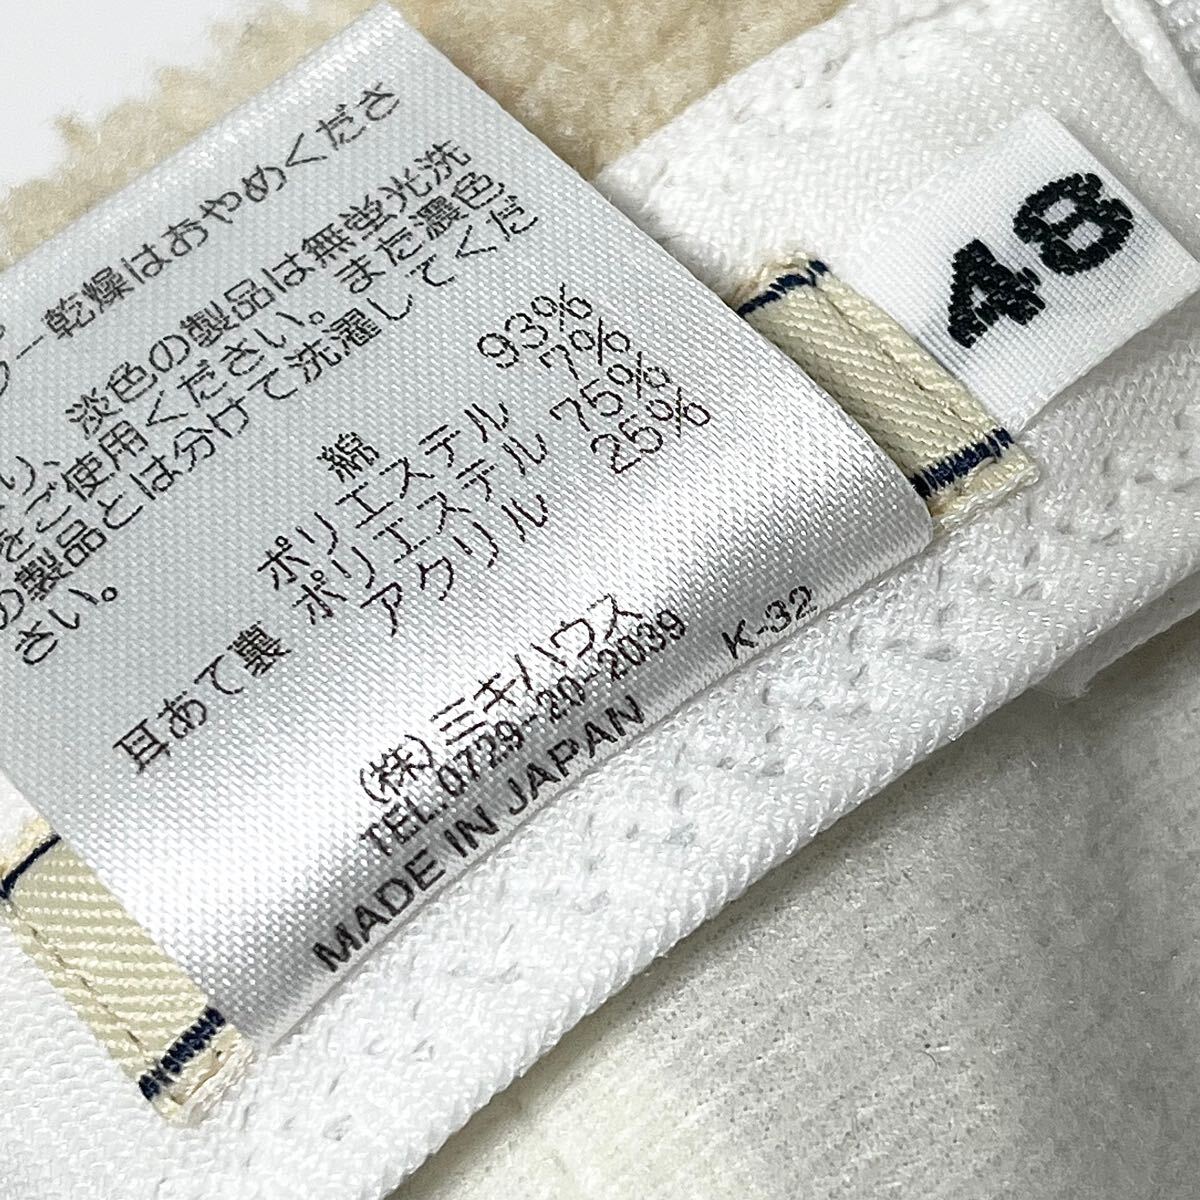 ー乾燥はおやめくださ
り、淡色の製品は無蛍光洗
をご使用ください。また濃色
の製品とは分けて洗濯してくだ
さい。
綿 93%
ポリエステル 7%
耳あて裏 ポリエステル 75%
アクリル 25%
(株)ミキハウス
TEL.0729-20-2039
MADE IN JAPAN
K-32
48